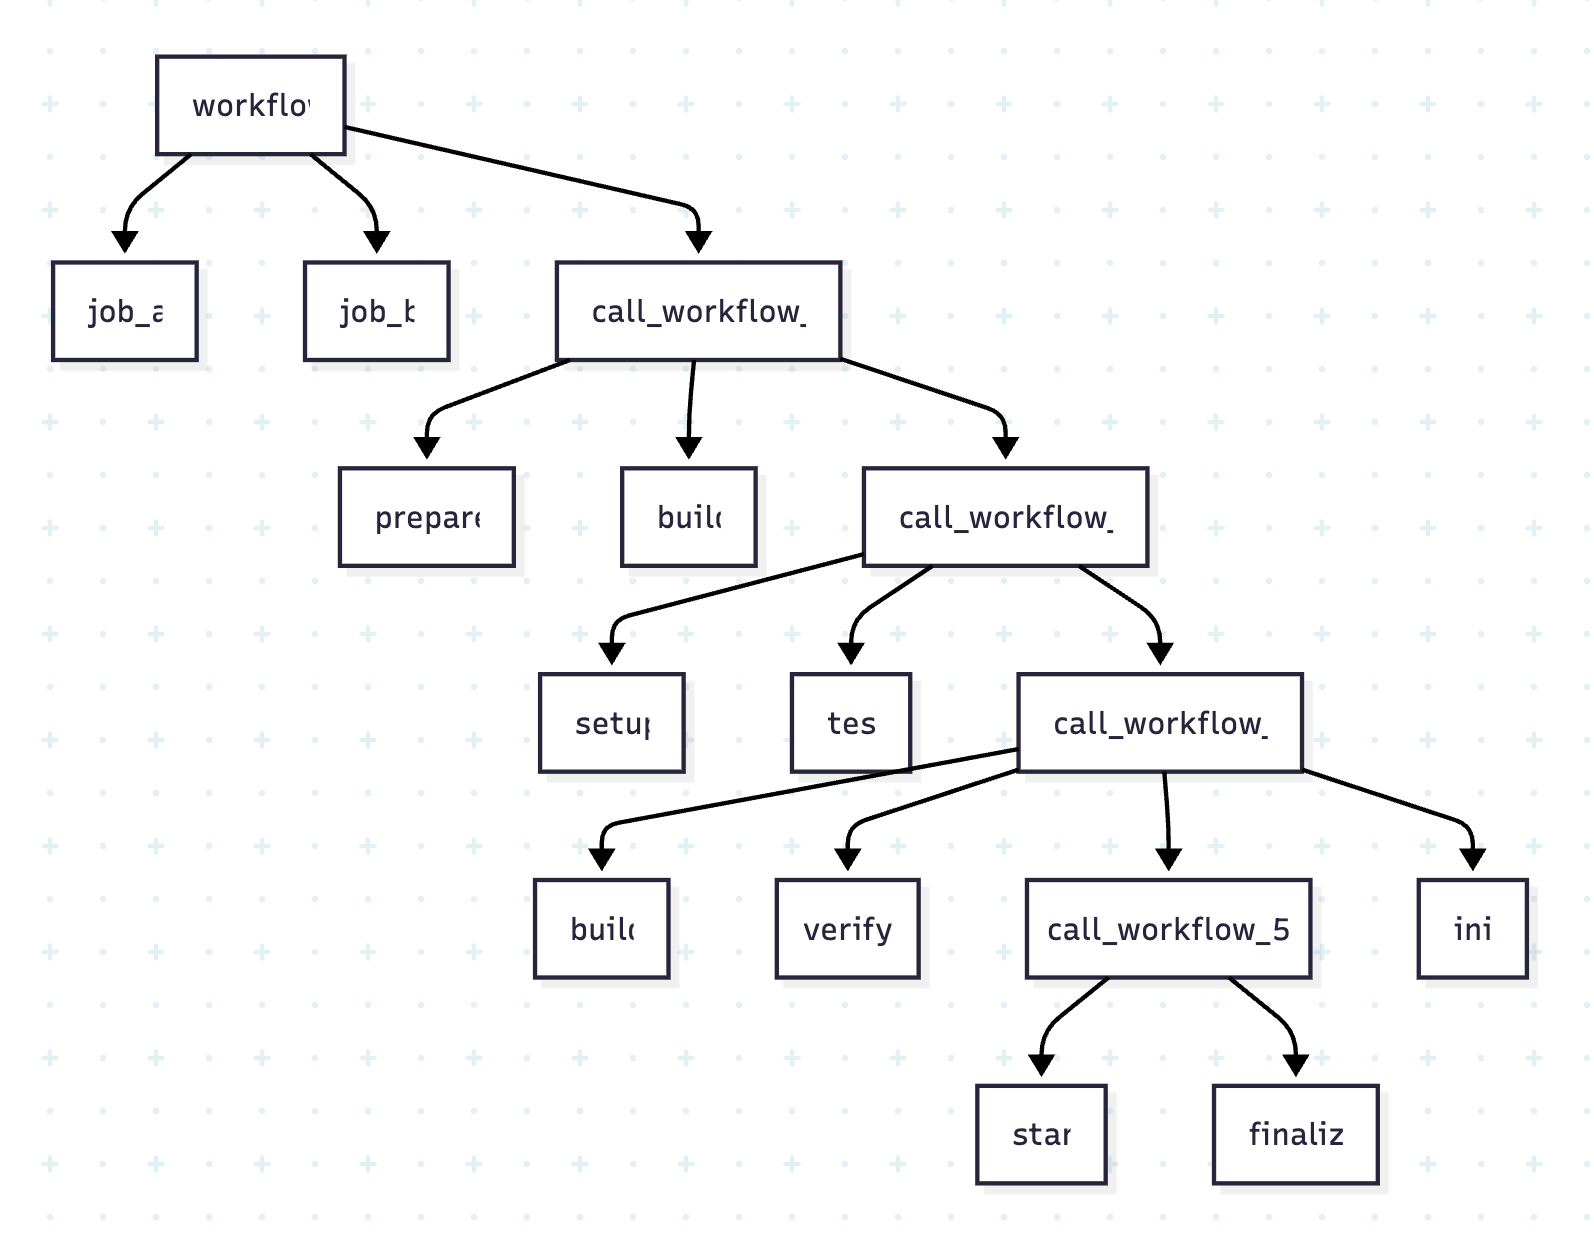 workflo
job_a
job_b
call_workflow_
prepare
build
call_workflow_
setup
tes
call_workflow_
build
verify
call_workflow_5
ini
star
finaliz